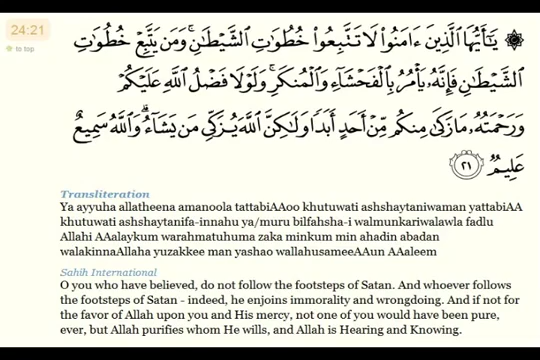 24:21
to top
۞ يَـٰٓأَيُّهَا ٱلَّذِينَ ءَامَنُوا۟ لَا تَتَّبِعُوا۟ خُطُوَٰتِ ٱلشَّيْطَـٰنِ ۚ وَمَن يَتَّبِعْ خُطُوَٰتِ
ٱلشَّيْطَـٰنِ فَإِنَّهُۥ يَأْمُرُ بِٱلْفَحْشَآءِ وَٱلْمُنكَرِ ۚ وَلَوْلَا فَضْلُ ٱللَّهِ عَلَيْكُمْ
وَرَحْمَتُهُۥ مَا زَكَىٰ مِنكُم مِّنْ أَحَدٍ أَبَدًا وَلَـٰكِنَّ ٱللَّهَ يُزَكِّى مَن يَشَآءُ ۗ وَٱللَّهُ سَمِيعٌ
عَلِيمٌ ٢١
Transliteration
Ya ayyuha allatheena amanoola tattabiAAoo khutuwati ashshaytaniwaman yattabiAA
khutuwati ashshaytanifa-innahu ya/muru bilfahsha-i walmunkariwalawla fadlu
Allahi AAalaykum warahmatuhuma zaka minkum min ahadin abadan
walakinnaAllaha yuzakkee man yashao wallahusameeAAun AAaleem
Sahih International
O you who have believed, do not follow the footsteps of Satan. And whoever follows
the footsteps of Satan - indeed, he enjoins immorality and wrongdoing. And if not for
the favor of Allah upon you and His mercy, not one of you would have been pure,
ever, but Allah purifies whom He wills, and Allah is Hearing and Knowing.